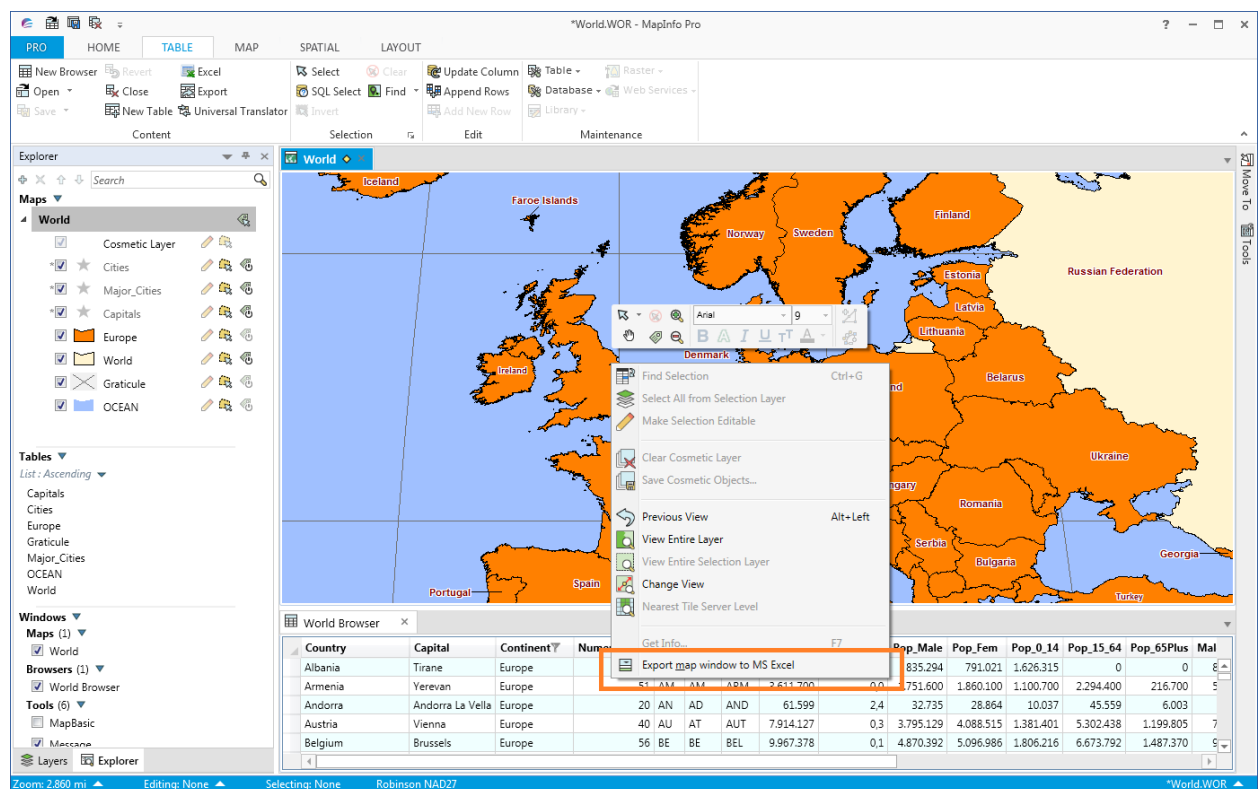 *World.WOR - MapInfo Pro
PRO HOME TABLE MAP SPATIAL LAYOUT
New Browser Revert Excel Select Clear Update Column Table Raster
Open Close Export SQL Select Find Append Rows Database Web Services
Save New Table Universal Translator Invert Add New Row Library
Content Selection Edit Maintenance
Explorer
Search
Maps
World
Cosmetic Layer
*Cities
*Major_Cities
*Capitals
Europe
World
Graticule
OCEAN
Tables
List : Ascending
Capitals
Cities
Europe
Graticule
Major_Cities
OCEAN
World
Windows
Maps (1)
World
Browsers (1)
World Browser
Tools (6)
MapBasic
Message
Layers Explorer
World
Iceland
Faroe Islands
Norway
Sweden
Finland
Russian Federation
Estonia
Latvia
Lithuania
Denmark
Ireland
Belarus
Ukraine
Romania
Serbia
Bulgaria
Georgia
Turkey
Spain
Portugal
nd
gary
Arial 9
B A I U TT A
Find Selection Ctrl+G
Select All from Selection Layer
Make Selection Editable
Clear Cosmetic Layer
Save Cosmetic Objects...
Previous View Alt+Left
View Entire Layer
View Entire Selection Layer
Change View
Nearest Tile Server Level
Get Info... F7
Export map window to MS Excel
Move To
Tools
World Browser
Country Capital Continent Nume Pop_Male Pop_Fem Pop_0_14 Pop_15_64 Pop_65Plus Mal
Albania Tirane Europe 835.294 791.021 1.626.315 0 0 8
Armenia Yerevan Europe 51 AM AM ARM 3.611.700 0,0 1.751.600 1.860.100 1.100.700 2.294.400 216.700 5
Andorra Andorra La Vella Europe 20 AN AD AND 61.599 2,4 32.735 28.864 10.037 45.559 6.003
Austria Vienna Europe 40 AU AT AUT 7.914.127 0,3 3.795.129 4.088.515 1.381.401 5.302.438 1.199.805 7
Belgium Brussels Europe 56 BE BE BEL 9.967.378 0,1 4.870.392 5.096.986 1.806.216 6.673.792 1.487.370 9
Zoom: 2.860 mi Editing: None Selecting: None Robinson NAD27 *World.WOR